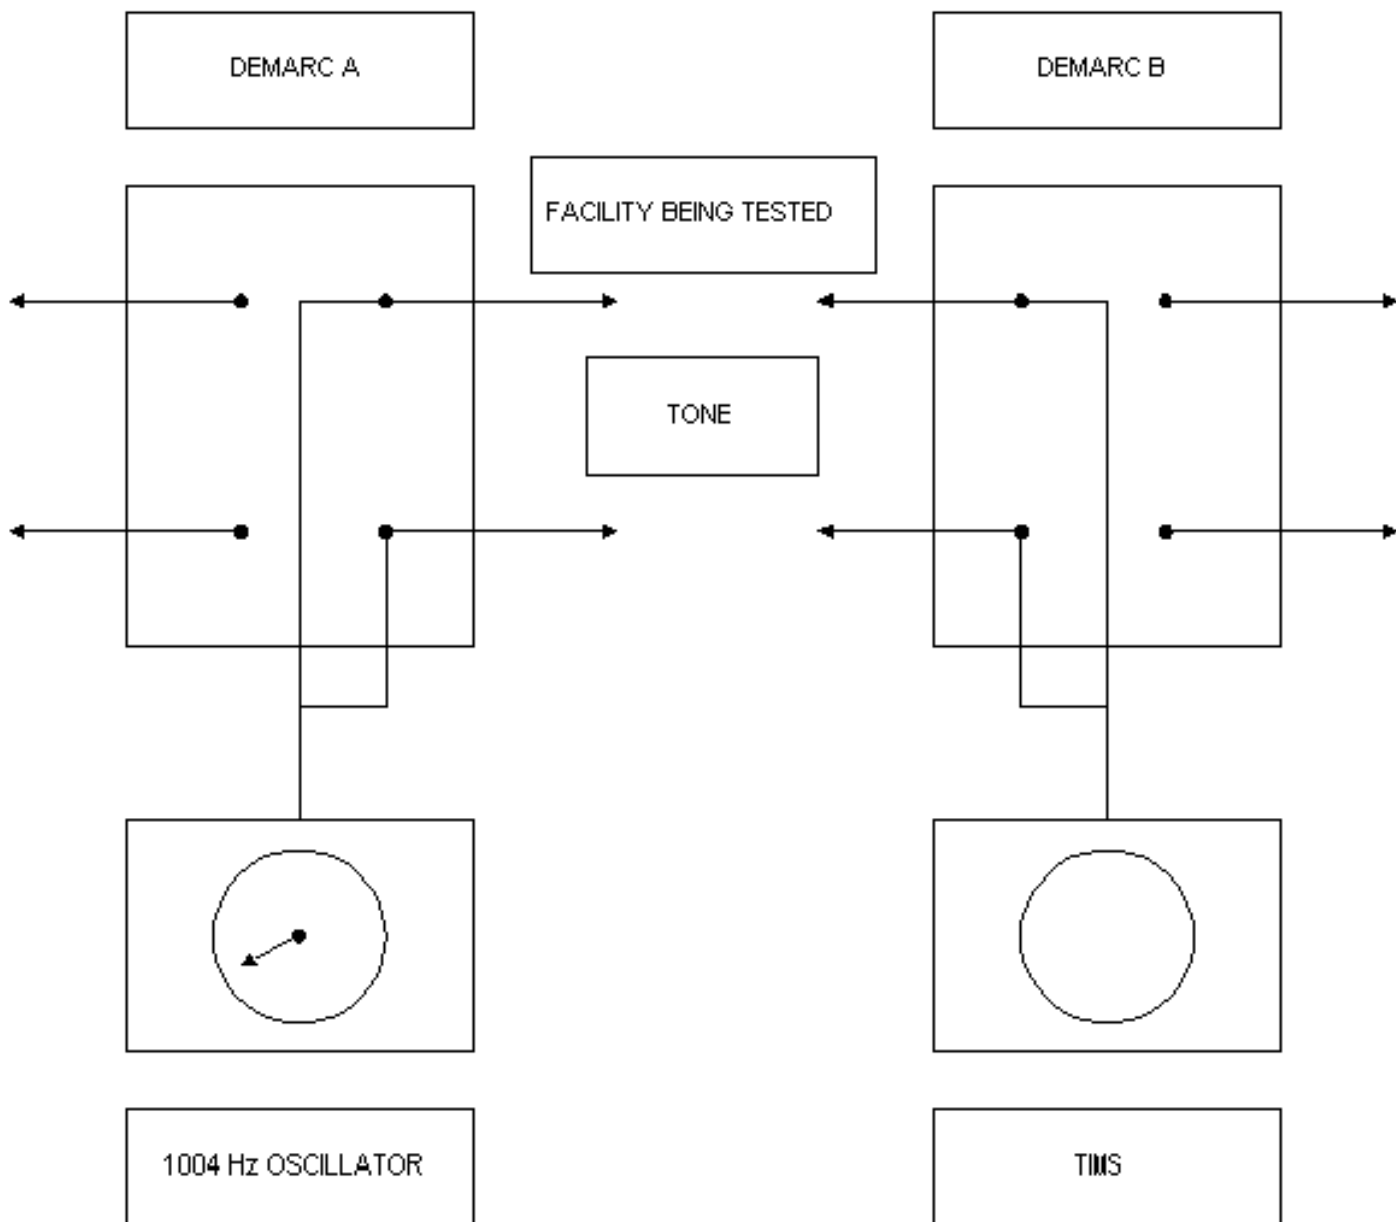 DEMARC A
DEMARC B
FACILITY BEING TESTED
TONE
1004 Hz OSCILLATOR
TIMS